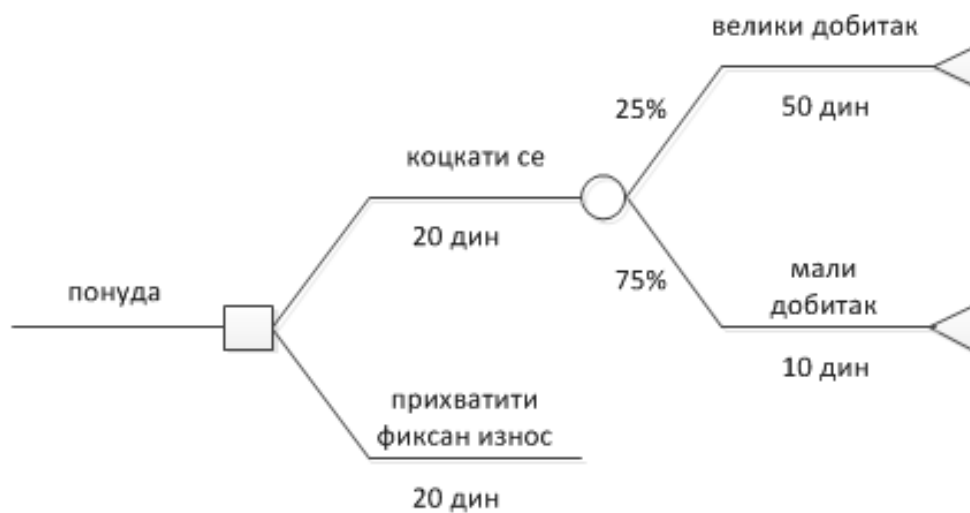 велики добитак
25%
50 дин
коцкати се
20 дин
75%
мали
добитак
10 дин
понуда
прихватити
фиксан износ
20 дин